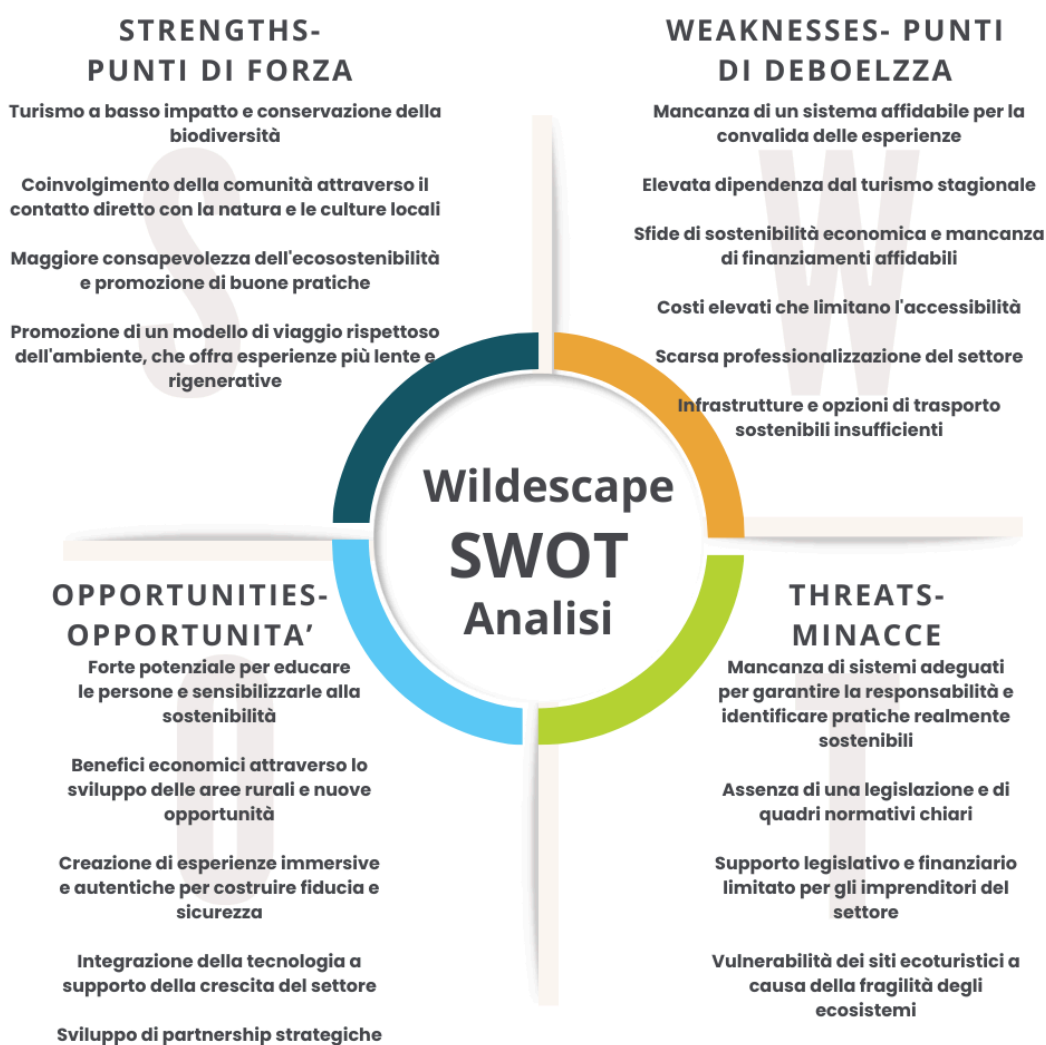 STRENGTHS-
PUNTI DI FORZA
Turismo a basso impatto e conservazione della
biodiversità
Coinvolgimento della comunità attraverso il
contatto diretto con la natura e le culture locali
Maggiore consapevolezza dell'ecosostenibilità
e promozione di buone pratiche
Promozione di un modello di viaggio rispettoso
dell'ambiente, che offra esperienze più lente e
rigenerative
S
WEAKNESSES- PUNTI
DI DEBOELZZA
Mancanza di un sistema affidabile per la
convalida delle esperienze
Elevata dipendenza dal turismo stagionale
Sfide di sostenibilità economica e mancanza
di finanziamenti affidabili
Costi elevati che limitano l'accessibilità
Scarsa professionalizzazione del settore
Infrastrutture e opzioni di trasporto
sostenibili insufficienti
W
Wildescape
SWOT
Analisi
OPPORTUNITIES-
OPPORTUNITA’
Forte potenziale per educare
le persone e sensibilizzarle alla
sostenibilità
Benefici economici attraverso lo
sviluppo delle aree rurali e nuove
opportunità
Creazione di esperienze immersive
e autentiche per costruire fiducia e
sicurezza
Integrazione della tecnologia a
supporto della crescita del settore
Sviluppo di partnership strategiche
O
THREATS-
MINACCE
Mancanza di sistemi adeguati
per garantire la responsabilità e
identificare pratiche realmente
sostenibili
Assenza di una legislazione e di
quadri normativi chiari
Supporto legislativo e finanziario
limitato per gli imprenditori del
settore
Vulnerabilità dei siti ecoturistici a
causa della fragilità degli
ecosistemi
T